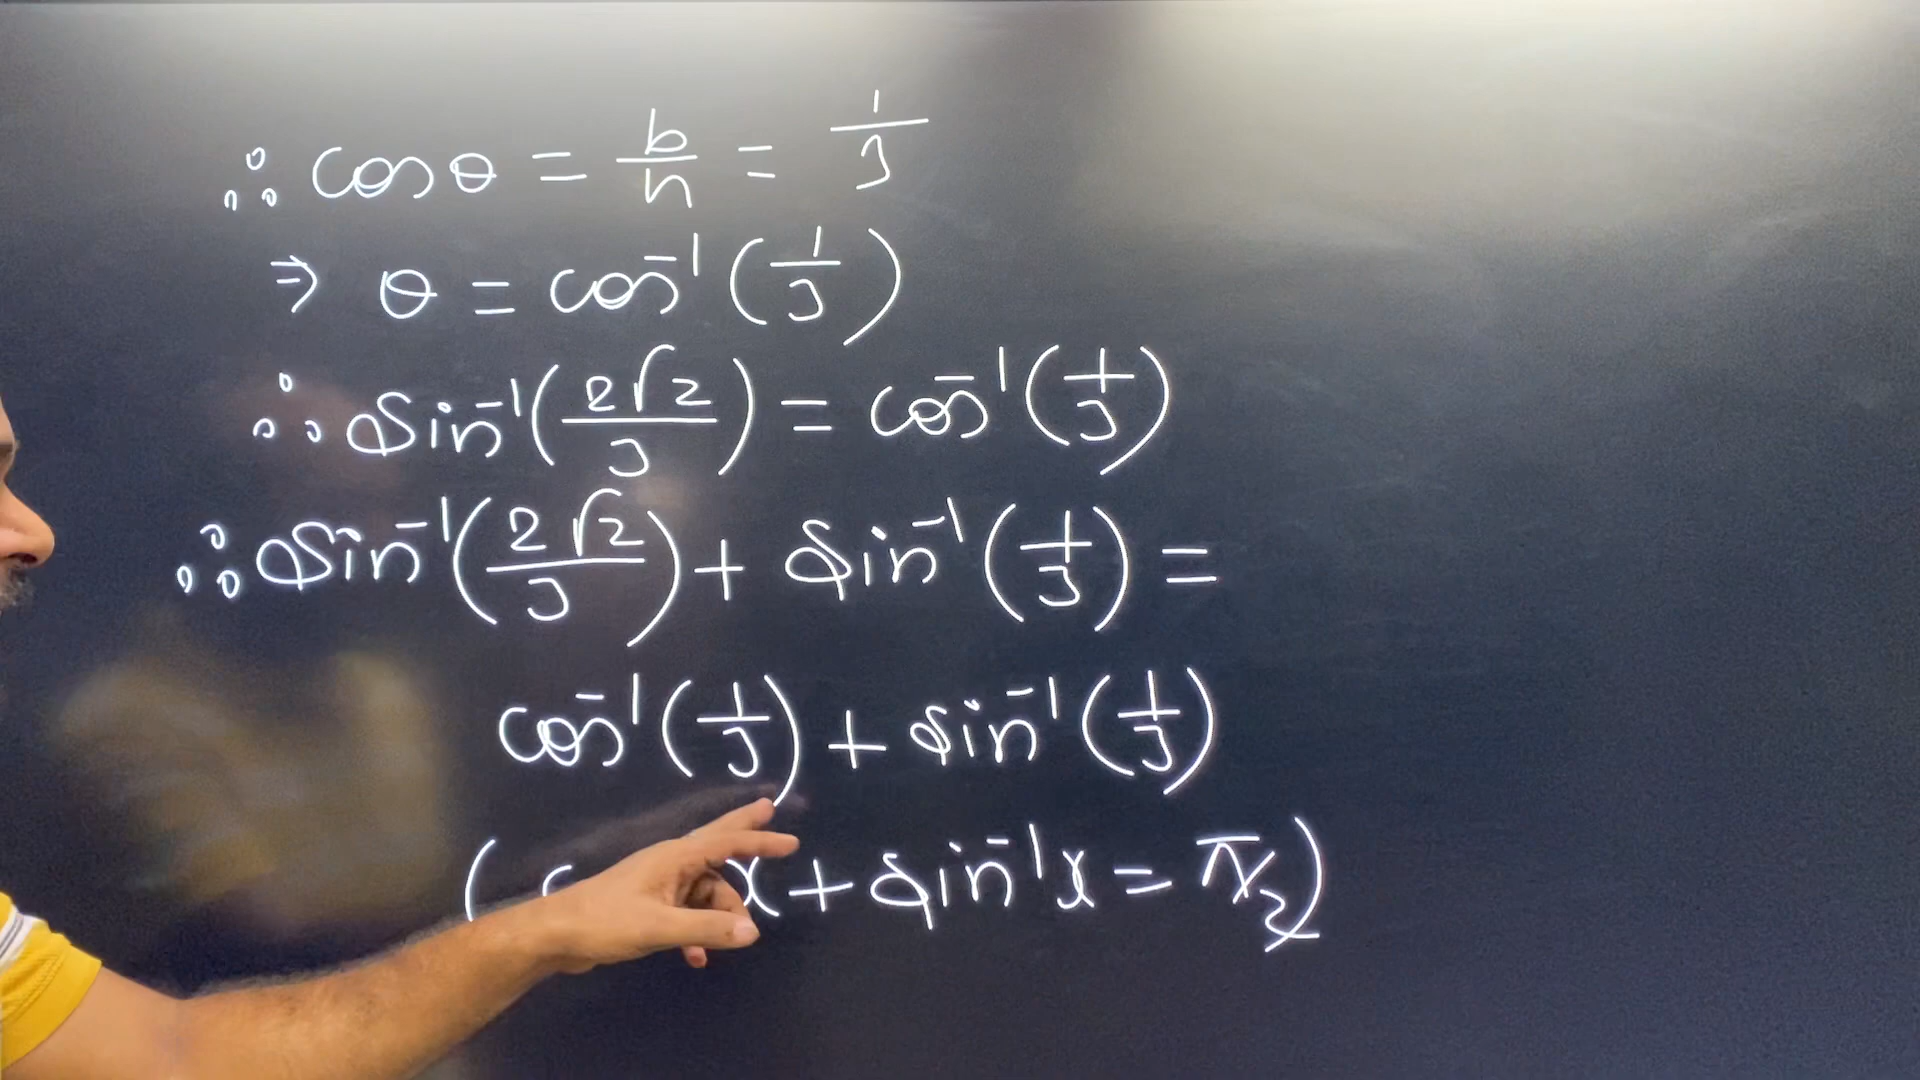 ∴ cosθ = b/h = 1/3
⇒ θ = cos⁻¹(1/3)
∴ sin⁻¹(2√2/3) = cos⁻¹(1/3)
∴ sin⁻¹(2√2/3) + sin⁻¹(1/3) =
cos⁻¹(1/3) + sin⁻¹(1/3)
( x + sin⁻¹x = π/2)